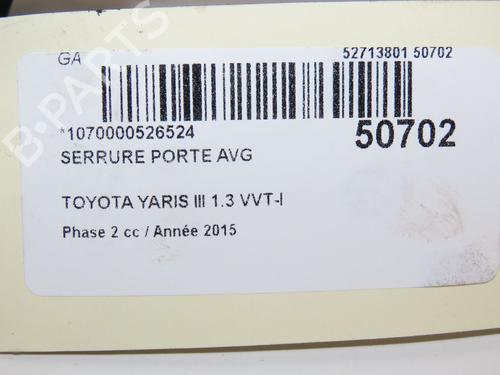 GA 52713801 50702
*1070000526524 50702
SERRURE PORTE AVG
TOYOTA YARIS III 1.3 VVT-I
Phase 2 cc / Année 2015
B-PARTS